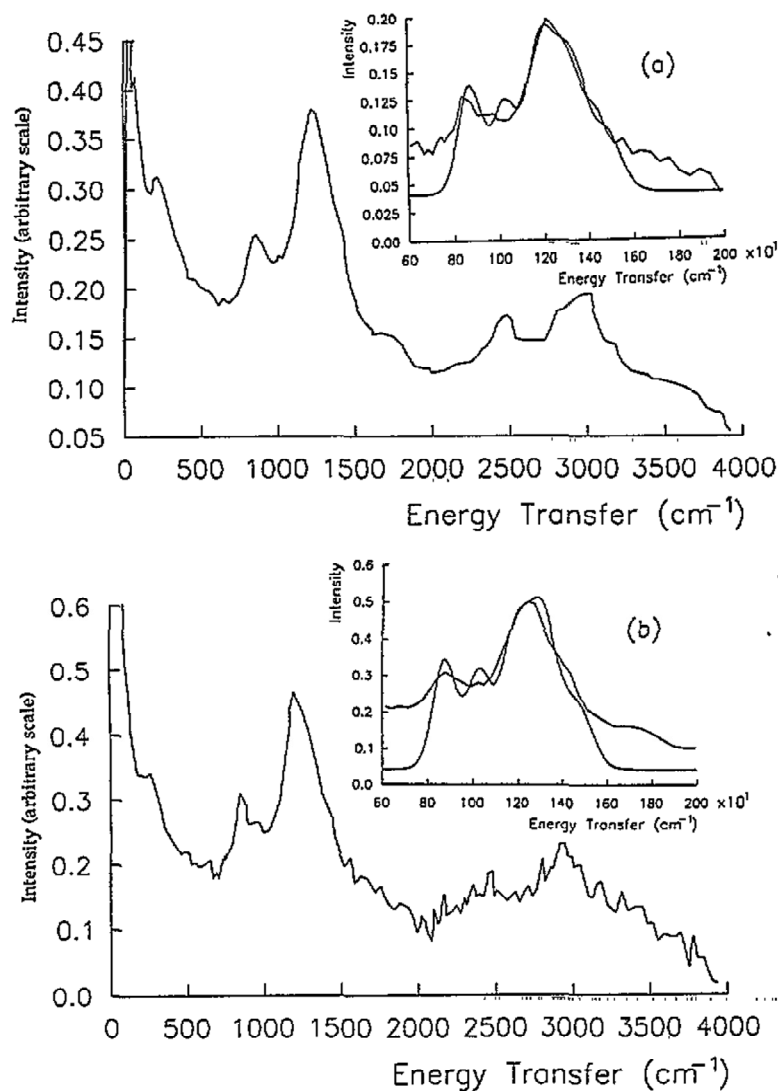 Intensity (arbitrary scale)
0.45
0.40
0.35
0.30
0.25
0.20
0.15
0.10
0.05
0 500 1000 1500 2000 2500 3000 3500 4000
Energy Transfer (cm⁻¹)
Intensity
0.20
0.175
0.150
0.125
0.100
0.075
0.050
0.025
0.00
(a)
60 80 100 120 140 160 180 200 ×10¹
Energy Transfer (cm⁻¹)
Intensity (arbitrary scale)
0.6
0.5
0.4
0.3
0.2
0.1
0.0
0 500 1000 1500 2000 2500 3000 3500 4000
Energy Transfer (cm⁻¹)
Intensity
0.6
0.5
0.4
0.3
0.2
0.1
0.0
(b)
60 80 100 120 140 160 180 200 ×10¹
Energy Transfer (cm⁻¹)